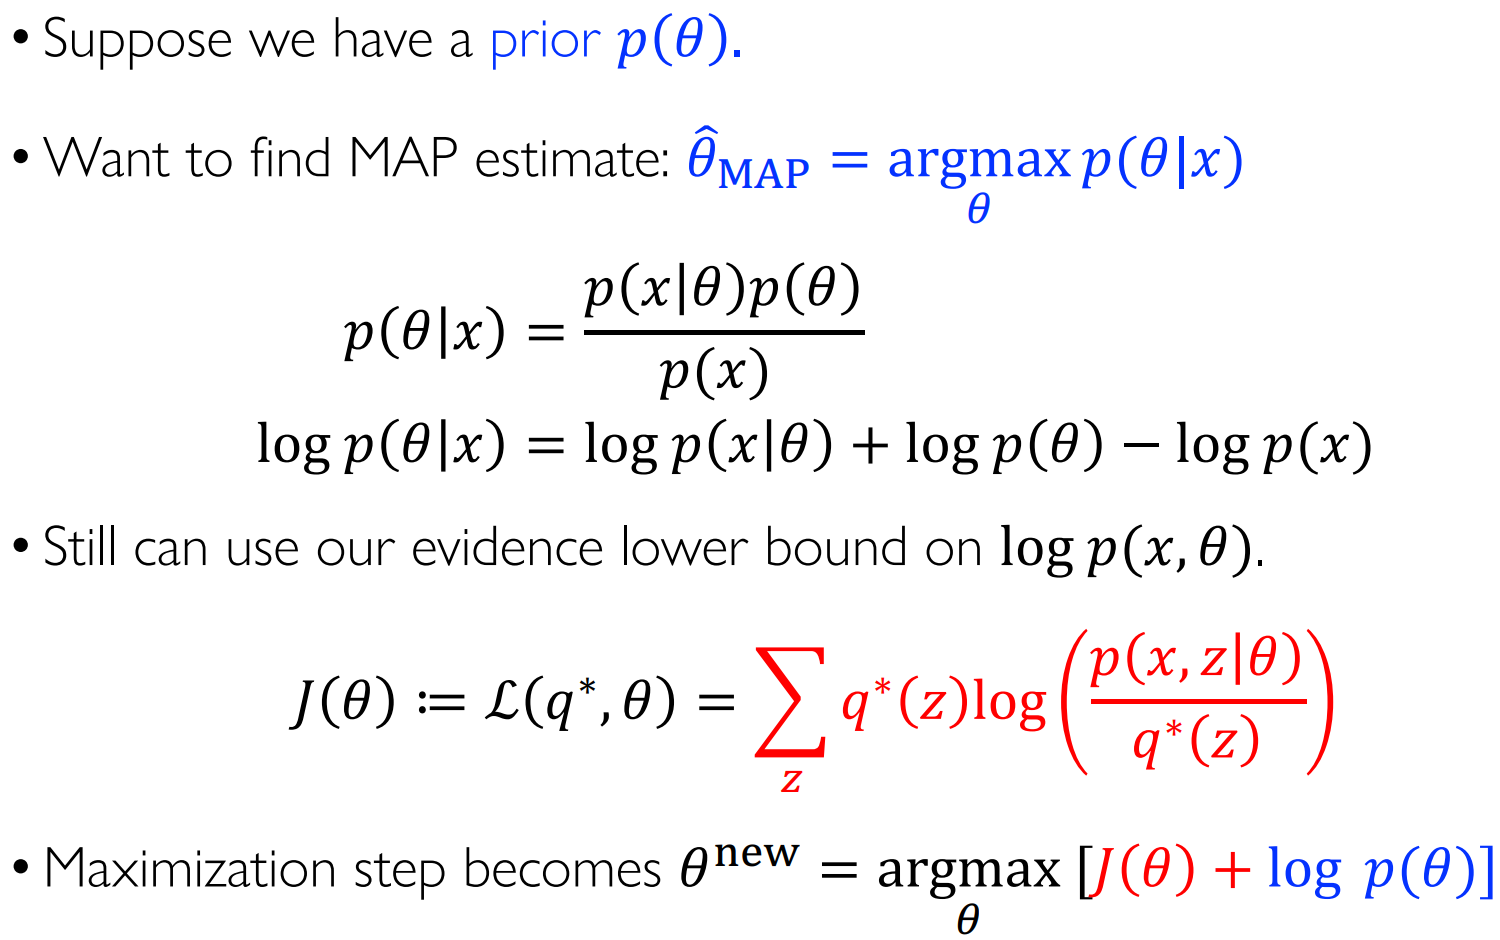 • Suppose we have a prior p(θ).
• Want to find MAP estimate: θ̂_MAP = argmax_θ p(θ|x)
p(θ|x) = p(x|θ)p(θ) / p(x)
log p(θ|x) = log p(x|θ) + log p(θ) − log p(x)
• Still can use our evidence lower bound on log p(x, θ).
J(θ) ≔ ℒ(q*, θ) = ∑_z q*(z)log(p(x, z|θ) / q*(z))
• Maximization step becomes θ^new = argmax_θ [J(θ) + log p(θ)]